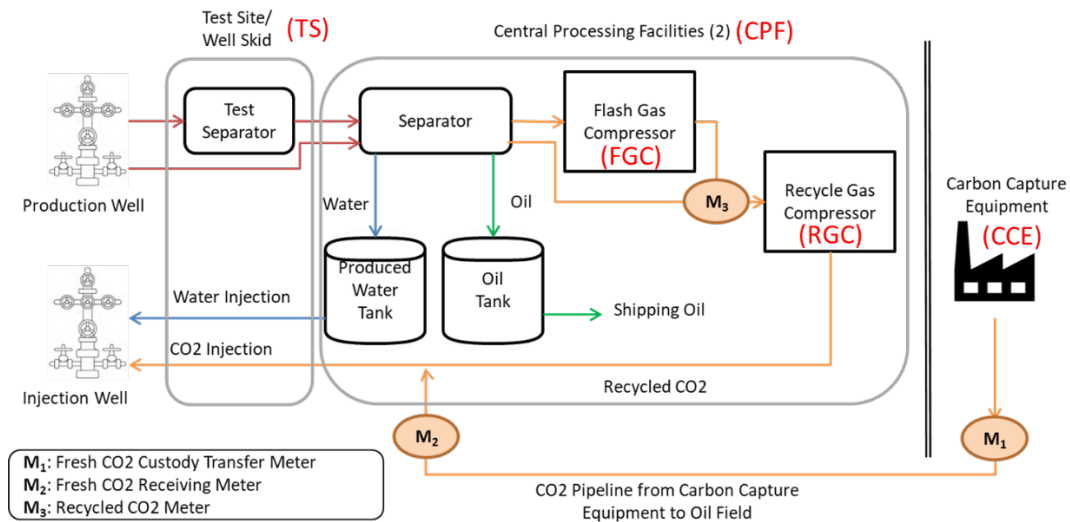 Test Site/
Well Skid
(TS)
Central Processing Facilities (2) (CPF)
Test
Separator
Separator
Flash Gas
Compressor
(FGC)
Production Well
Water
Oil
M3
Recycle Gas
Compressor
(RGC)
Carbon Capture
Equipment
(CCE)
Produced
Water
Tank
Oil
Tank
Water Injection
Shipping Oil
CO2 Injection
Injection Well
Recycled CO2
M2
M1
M1: Fresh CO2 Custody Transfer Meter
M2: Fresh CO2 Receiving Meter
M3: Recycled CO2 Meter
CO2 Pipeline from Carbon Capture
Equipment to Oil Field